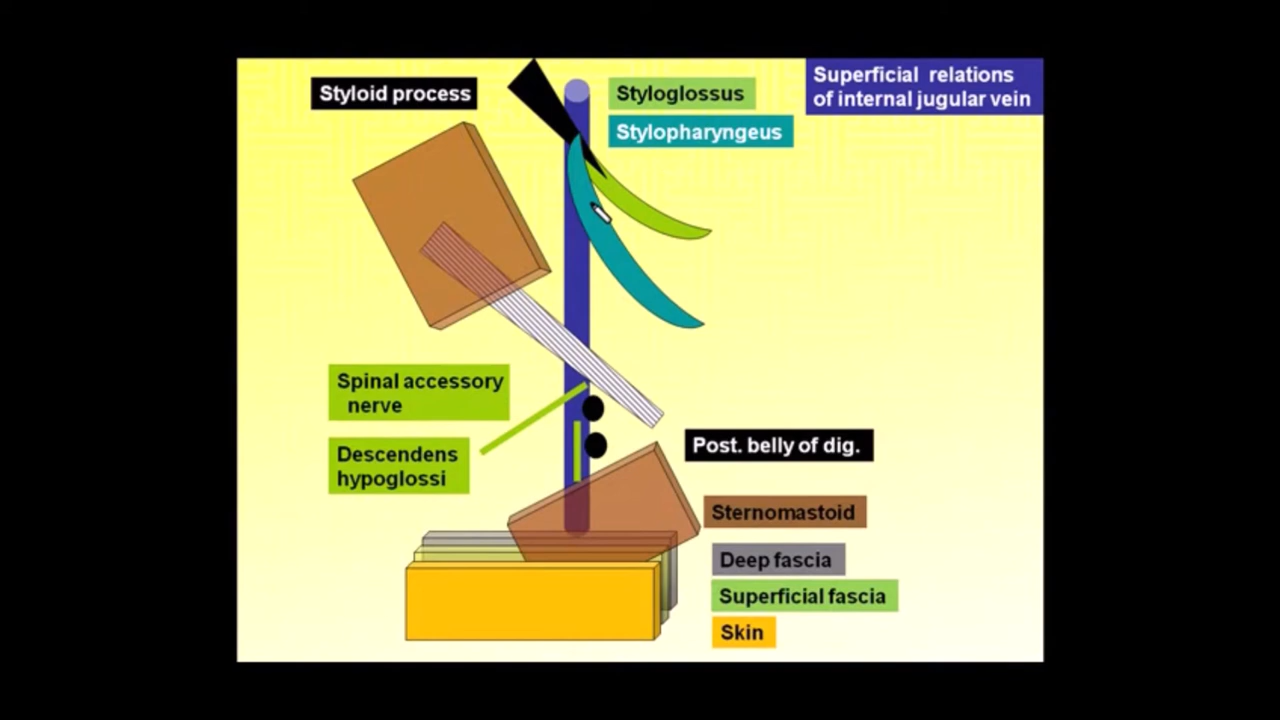 Superficial relations
of internal jugular vein
Styloid process
Styloglossus
Stylopharyngeus
Spinal accessory
nerve
Descendens
hypoglossi
Post. belly of dig.
Sternomastoid
Deep fascia
Superficial fascia
Skin